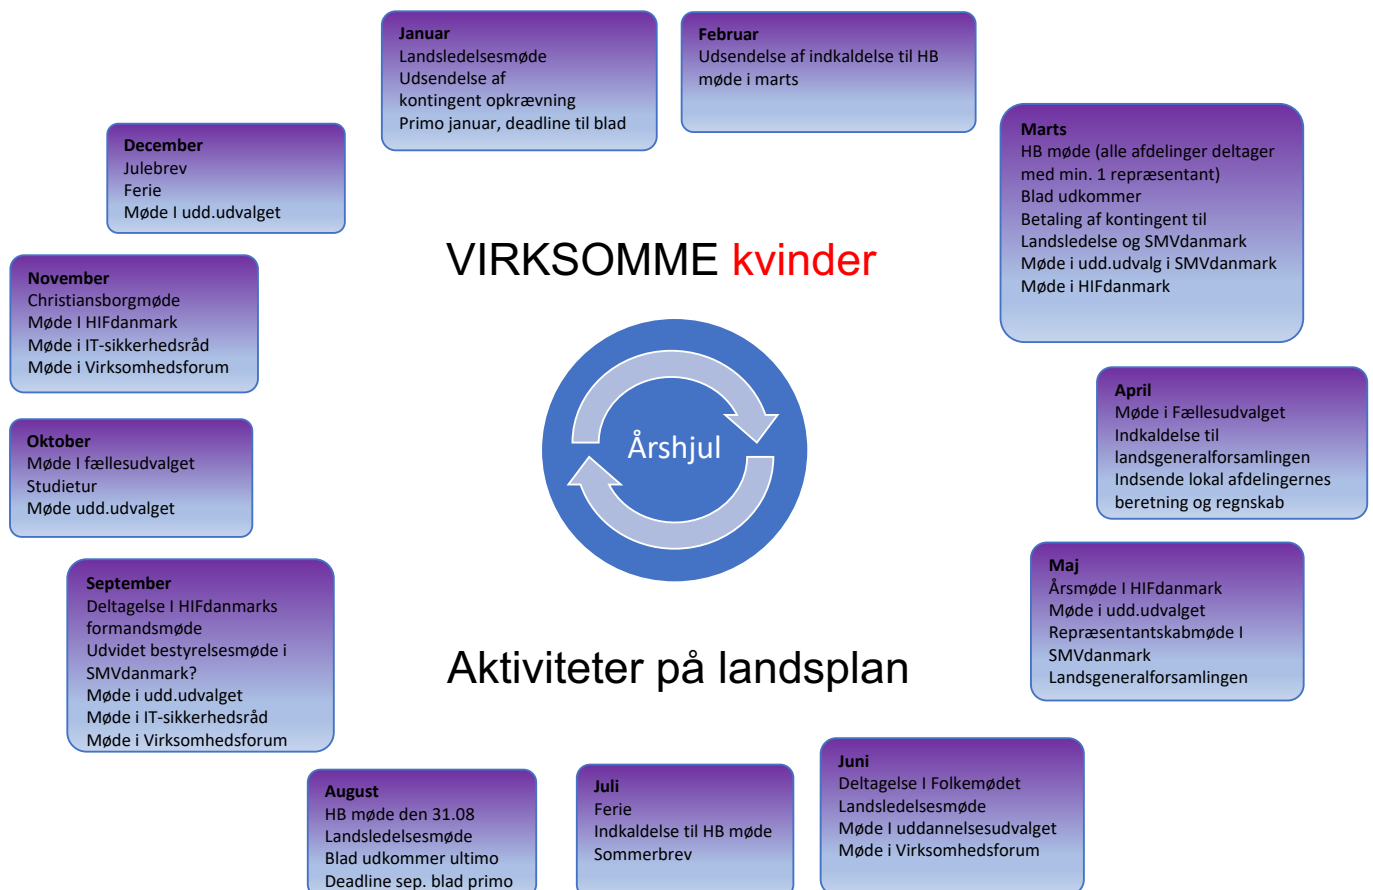 Januar
Landsledelsesmøde
Udsendelse af
kontingent opkrævning
Primo januar, deadline til blad
Februar
Udsendelse af indkaldelse til HB
møde i marts
Marts
HB møde (alle afdelinger deltager
med min. 1 repræsentant)
Blad udkommer
Betaling af kontingent til
Landsledelse og SMVdanmark
Møde i udd.udvalg i SMVdanmark
Møde i HIFdanmark
April
Møde i Fællesudvalget
Indkaldelse til
landsgeneralforsamlingen
Indsende lokal afdelingernes
beretning og regnskab
Maj
Årsmøde I HIFdanmark
Møde i udd.udvalget
Repræsentantskabmøde I
SMVdanmark
Landsgeneralforsamlingen
Juni
Deltagelse I Folkemødet
Landsledelsesmøde
Møde I uddannelsesudvalget
Møde i Virksomhedsforum
Juli
Ferie
Indkaldelse til HB møde
Sommerbrev
August
HB møde den 31.08
Landsledelsesmøde
Blad udkommer ultimo
Deadline sep. blad primo
September
Deltagelse I HIFdanmarks
formandsmøde
Udvidet bestyrelsesmøde i
SMVdanmark?
Møde i udd.udvalget
Møde i IT-sikkerhedsråd
Møde i Virksomhedsforum
Oktober
Møde I fællesudvalget
Studietur
Møde udd.udvalget
November
Christiansborgmøde
Møde I HIFdanmark
Møde i IT-sikkerhedsråd
Møde i Virksomhedsforum
December
Julebrev
Ferie
Møde I udd.udvalget
VIRKSOMME kvinder
Årshjul
Aktiviteter på landsplan